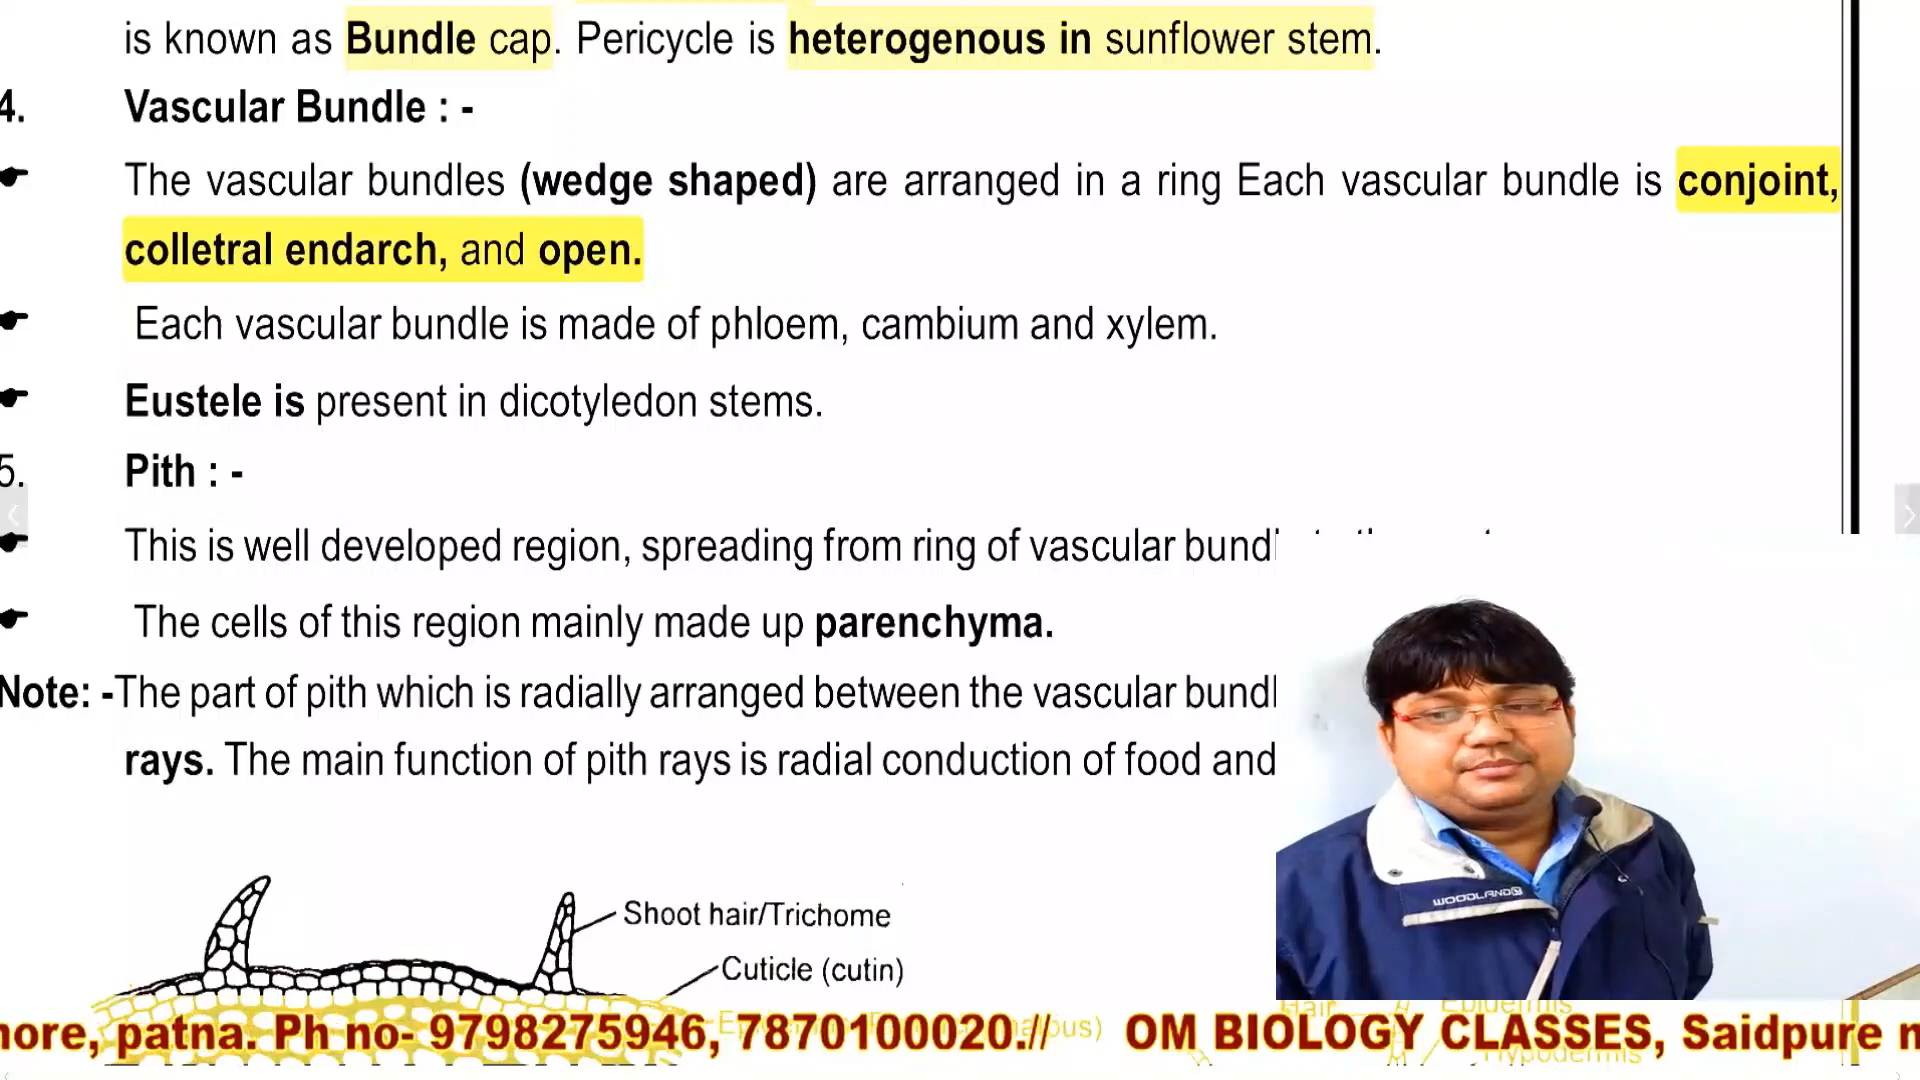 is known as Bundle cap. Pericycle is heterogenous in sunflower stem.
4. Vascular Bundle : -
The vascular bundles (wedge shaped) are arranged in a ring Each vascular bundle is conjoint,
colletral endarch, and open.
Each vascular bundle is made of phloem, cambium and xylem.
Eustele is present in dicotyledon stems.
5. Pith : -
This is well developed region, spreading from ring of vascular
The cells of this region mainly made up parenchyma.
Note: -The part of pith which is radially arranged between the vascular
rays. The main function of pith rays is radial conduction of food and
WOODLAND
Shoot hair/Trichome
Cuticle (cutin)
Hair Epidermis
patna. Ph no- 9798275946, 7870100020.// OM BIOLOGY CLASSES, Saidpure
Hypodermis